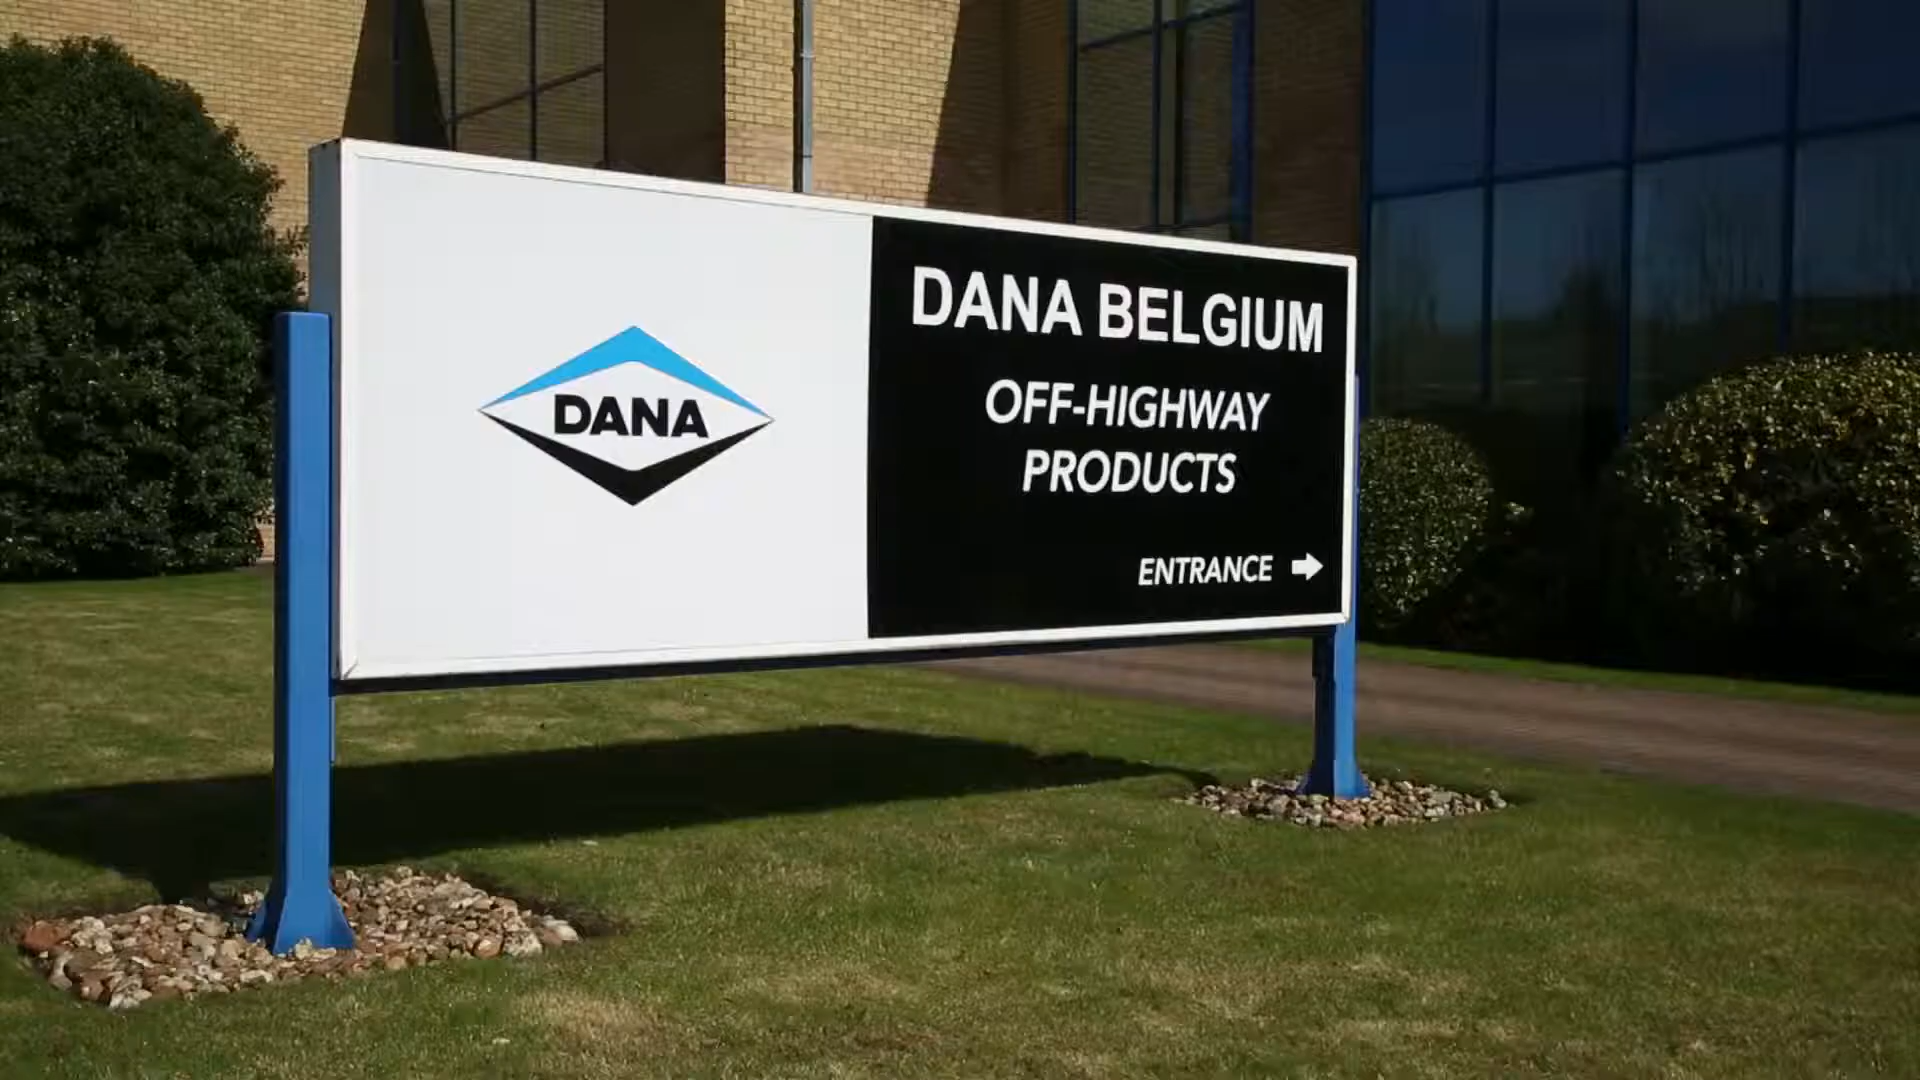 DANA
DANA BELGIUM
OFF-HIGHWAY
PRODUCTS
ENTRANCE